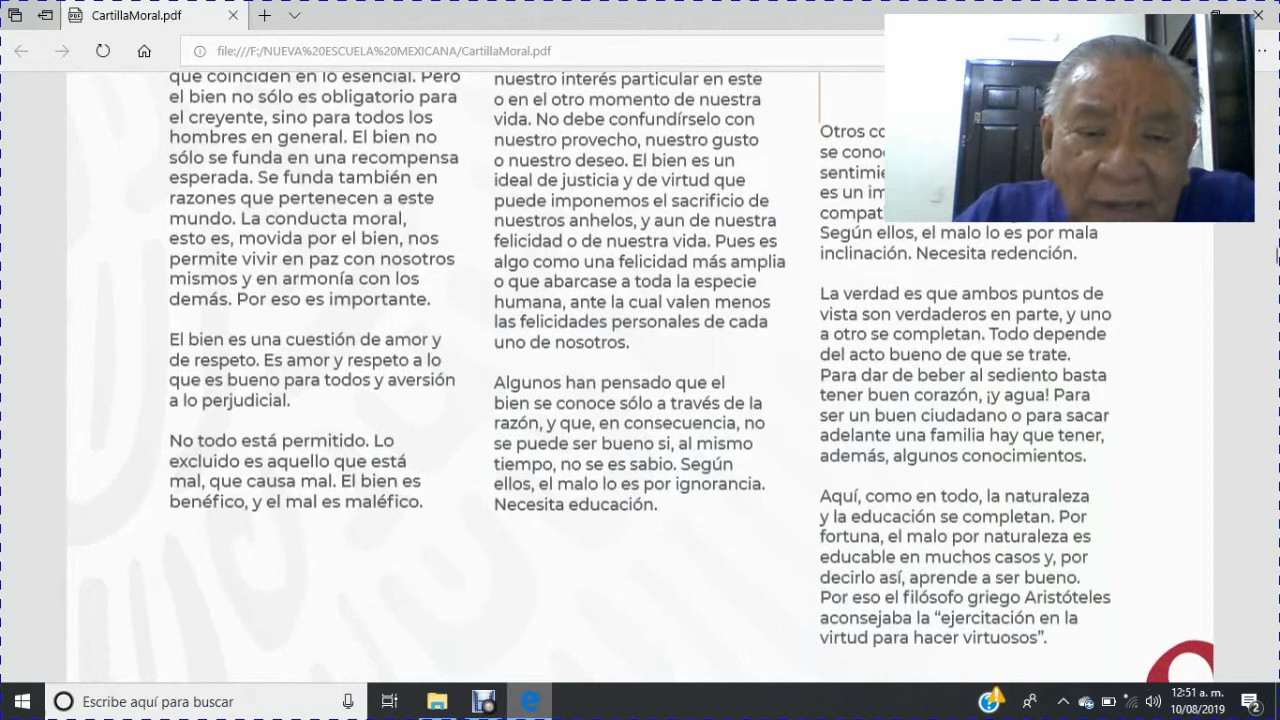 CartillaMoral.pdf
file:///F:/NUEVA%20ESCUELA%20MEXICANA/CartillaMoral.pdf
que coinciden en lo esencial. Pero
el bien no sólo es obligatorio para
el creyente, sino para todos los
hombres en general. El bien no
sólo se funda en una recompensa
esperada. Se funda también en
razones que pertenecen a este
mundo. La conducta moral,
esto es, movida por el bien, nos
permite vivir en paz con nosotros
mismos y en armonía con los
demás. Por eso es importante.
El bien es una cuestión de amor y
de respeto. Es amor y respeto a lo
que es bueno para todos y aversión
a lo perjudicial.
No todo está permitido. Lo
excluido es aquello que está
mal, que causa mal. El bien es
benéfico, y el mal es maléfico.
nuestro interés particular en este
o en el otro momento de nuestra
vida. No debe confundírselo con
nuestro provecho, nuestro gusto
o nuestro deseo. El bien es un
ideal de justicia y de virtud que
puede imponemos el sacrificio de
nuestros anhelos, y aun de nuestra
felicidad o de nuestra vida. Pues es
algo como una felicidad más amplia
o que abarcase a toda la especie
humana, ante la cual valen menos
las felicidades personales de cada
uno de nosotros.
Algunos han pensado que el
bien se conoce sólo a través de la
razón, y que, en consecuencia, no
se puede ser bueno si, al mismo
tiempo, no se es sabio. Según
ellos, el malo lo es por ignorancia.
Necesita educación.
Otros co
se cono
sentimie
es un im
compati
Según ellos, el malo lo es por mala
inclinación. Necesita redención.
La verdad es que ambos puntos de
vista son verdaderos en parte, y uno
a otro se completan. Todo depende
del acto bueno de que se trate.
Para dar de beber al sediento basta
tener buen corazón, ¡y agua! Para
ser un buen ciudadano o para sacar
adelante una familia hay que tener,
además, algunos conocimientos.
Aquí, como en todo, la naturaleza
y la educación se completan. Por
fortuna, el malo por naturaleza es
educable en muchos casos y, por
decirlo así, aprende a ser bueno.
Por eso el filósofo griego Aristóteles
aconsejaba la “ejercitación en la
virtud para hacer virtuosos”.
Escribe aquí para buscar
12:51 a. m.
10/08/2019
2